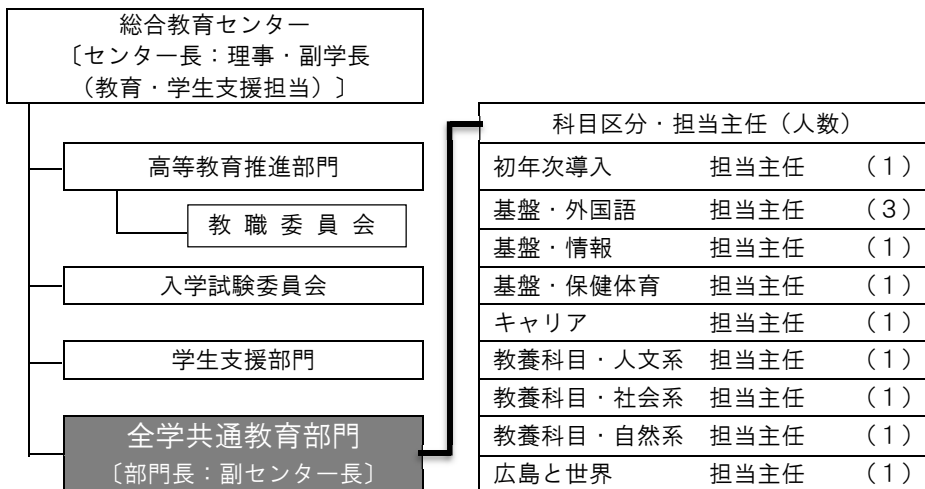 総合教育センター
〔センター長：理事・副学長
（教育・学生支援担当）〕
高等教育推進部門
教 職 委 員 会
入学試験委員会
学生支援部門
全学共通教育部門
〔部門長：副センター長〕
科目区分・担当主任（人数）
初年次導入 担当主任 （１）
基盤・外国語 担当主任 （３）
基盤・情報 担当主任 （１）
基盤・保健体育 担当主任 （１）
キャリア 担当主任 （１）
教養科目・人文系 担当主任 （１）
教養科目・社会系 担当主任 （１）
教養科目・自然系 担当主任 （１）
広島と世界 担当主任 （１）